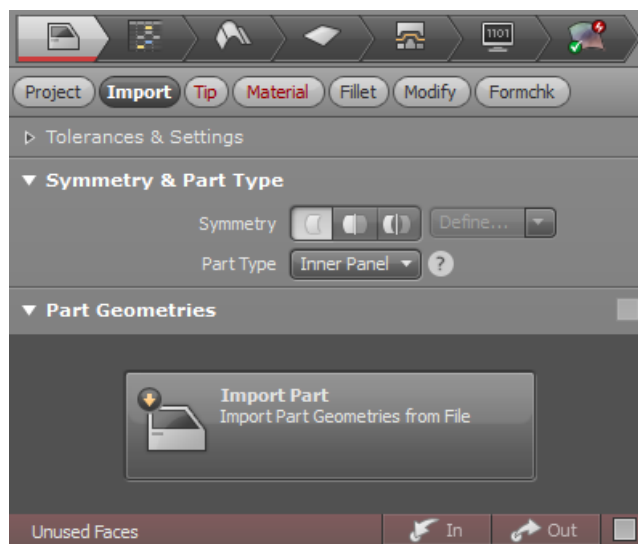 1101
Project Import Tip Material Fillet Modify Formchk
Tolerances & Settings
Symmetry & Part Type
Symmetry Define...
Part Type Inner Panel ?
Part Geometries
Import Part
Import Part Geometries from File
Unused Faces In Out